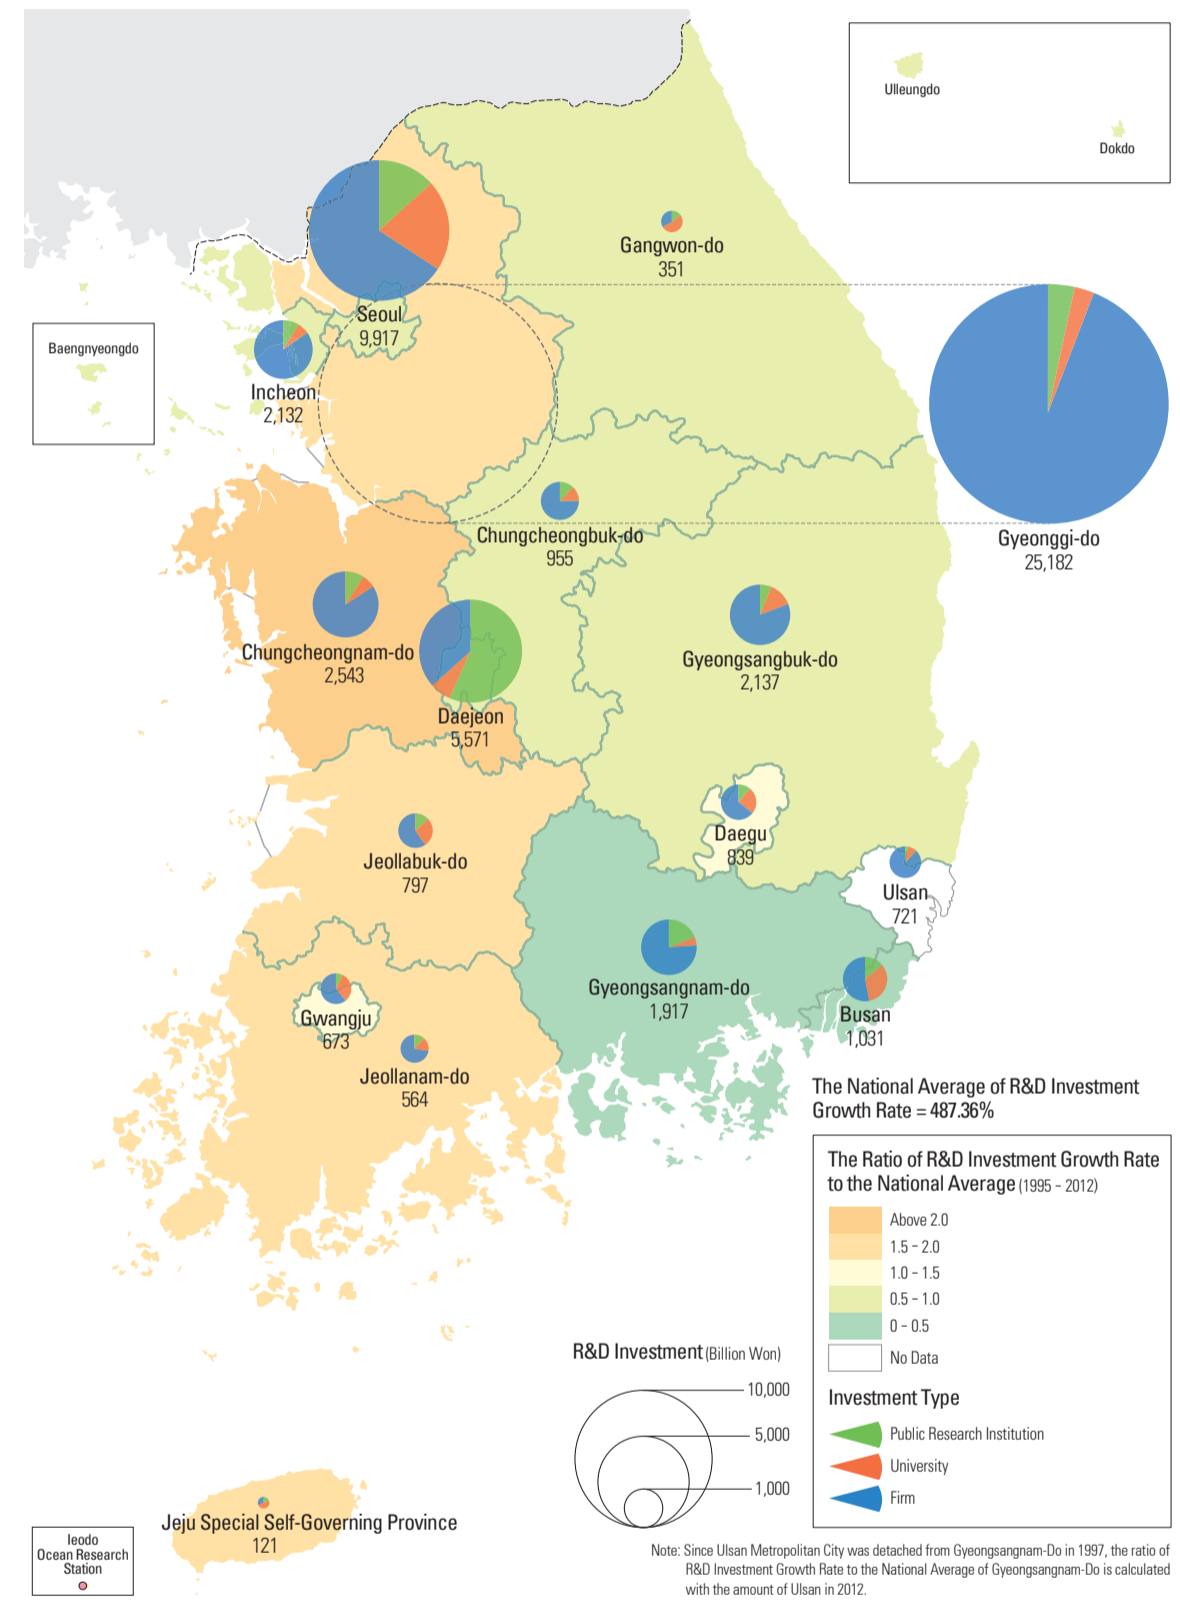 Ulleungdo
Dokdo
Gangwon-do
351
Seoul
9,917
Baengnyeongdo
Incheon
2,132
Gyeonggi-do
25,182
Chungcheongbuk-do
955
Chungcheongnam-do
2,543
Gyeongsangbuk-do
2,137
Daejeon
5,571
Daegu
839
Jeollabuk-do
797
Ulsan
721
Gyeongsangnam-do
1,917
Busan
1,031
Gwangju
673
Jeollanam-do
564
The National Average of R&D Investment
Growth Rate = 487.36%
The Ratio of R&D Investment Growth Rate
to the National Average (1995 - 2012)
Above 2.0
1.5 - 2.0
1.0 - 1.5
0.5 - 1.0
0 - 0.5
No Data
Investment Type
Public Research Institution
University
Firm
R&D Investment (Billion Won)
10,000
5,000
1,000
Jeju Special Self-Governing Province
121
Ieodo
Ocean Research
Station
Note: Since Ulsan Metropolitan City was detached from Gyeongsangnam-Do in 1997, the ratio of
R&D Investment Growth Rate to the National Average of Gyeongsangnam-Do is calculated
with the amount of Ulsan in 2012.